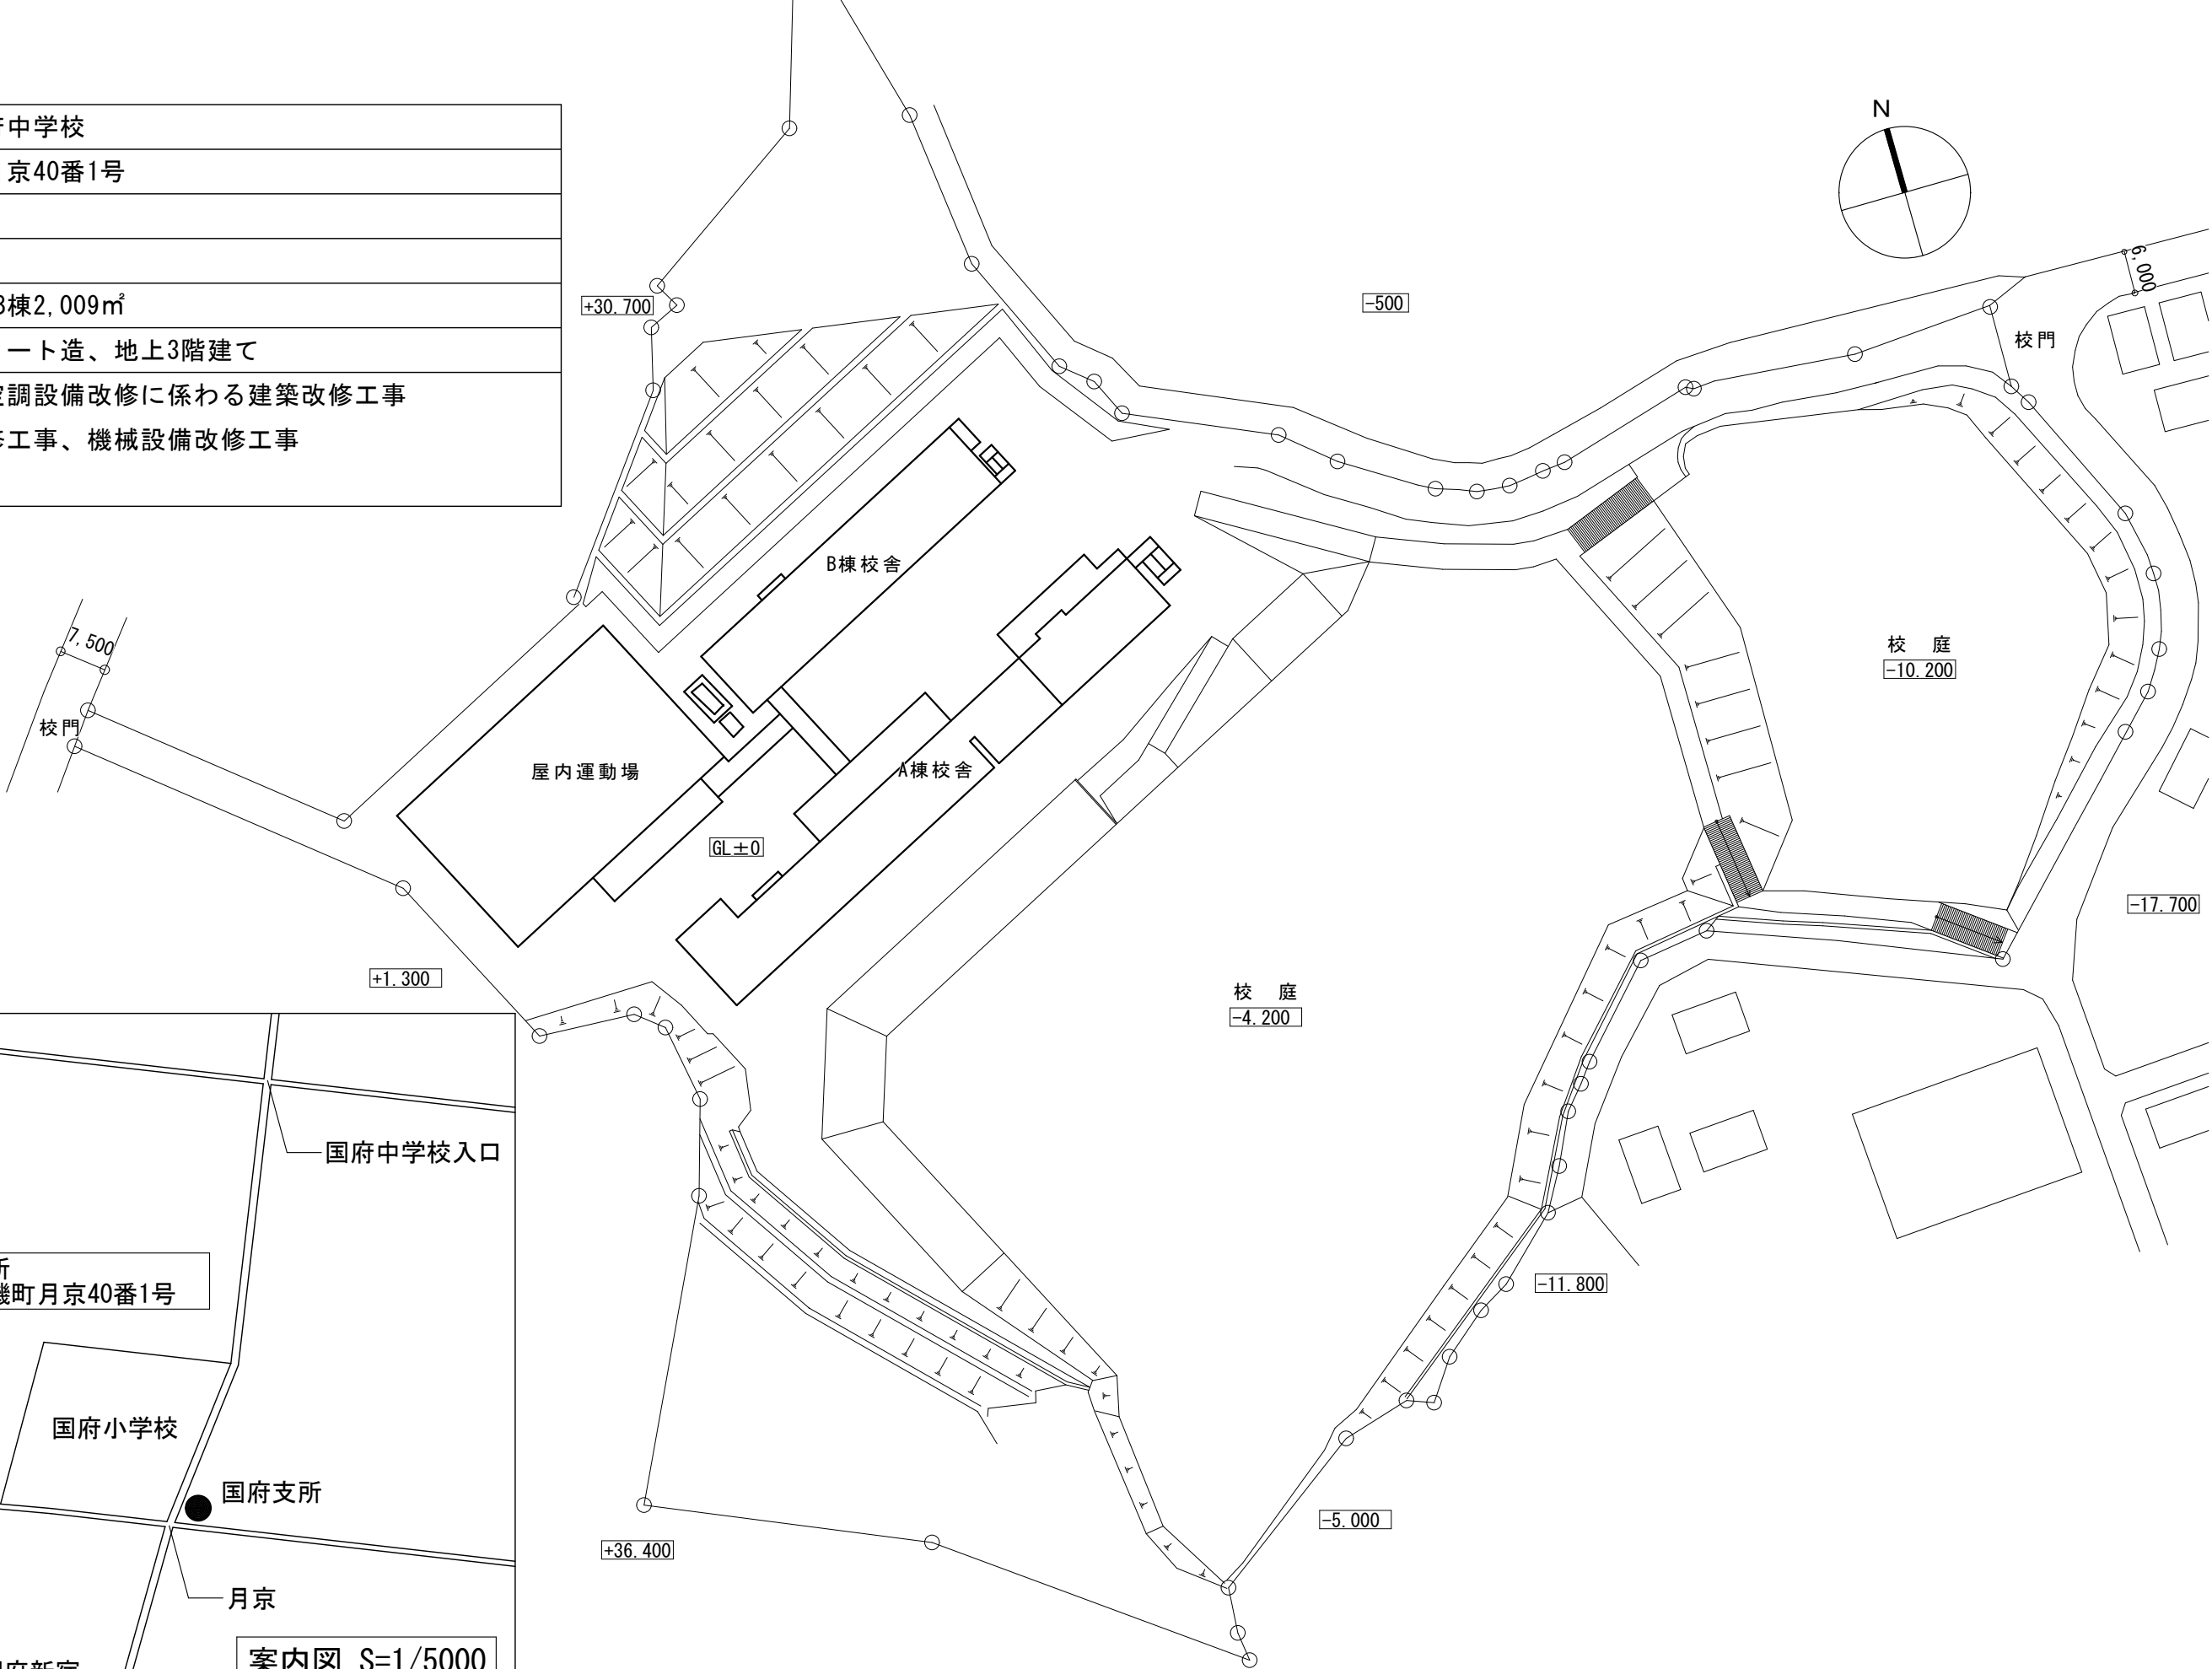 中学校
京40番1号
棟2,009㎡
ート造、地上3階建て
調設備改修に係わる建築改修工事
工事、機械設備改修工事
N
6,000
校門
+30.700
-500
B棟校舎
校 庭
-10.200
7,500
校門
屋内運動場
A棟校舎
GL±0
-17.700
+1.300
校 庭
-4.200
国府中学校入口
町月京40番1号
-11.800
国府小学校
国府支所
-5.000
+36.400
月京
案内図 S=1/5000